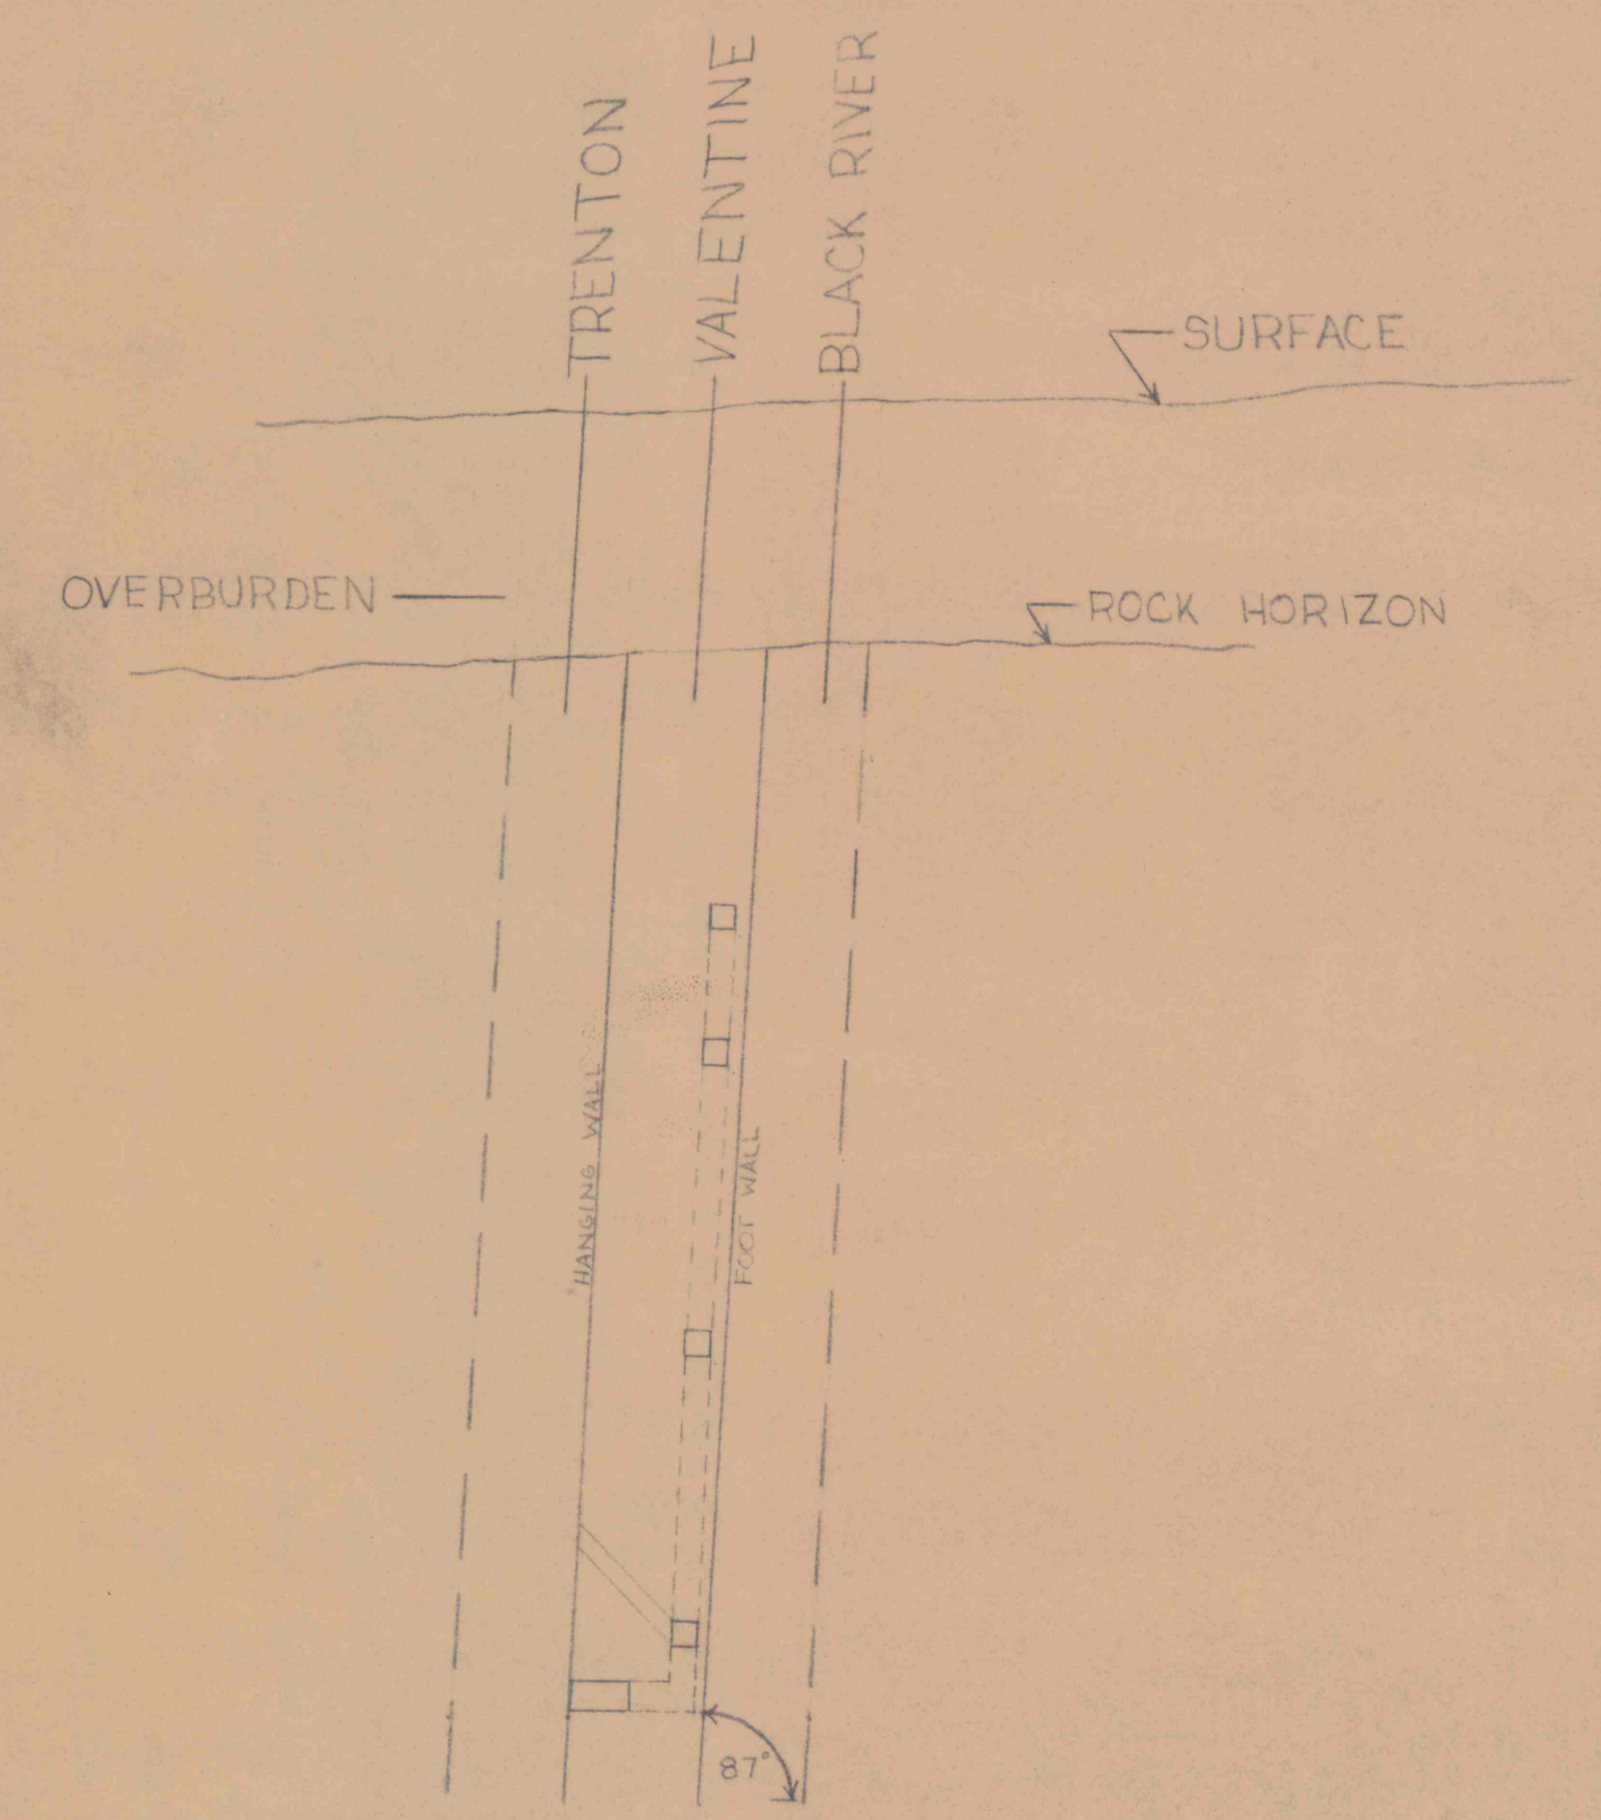 TRENTON
VALENTINE
BLACK RIVER
SURFACE
OVERBURDEN
ROCK HORIZON
HANGING WALL
FOOT WALL
87°